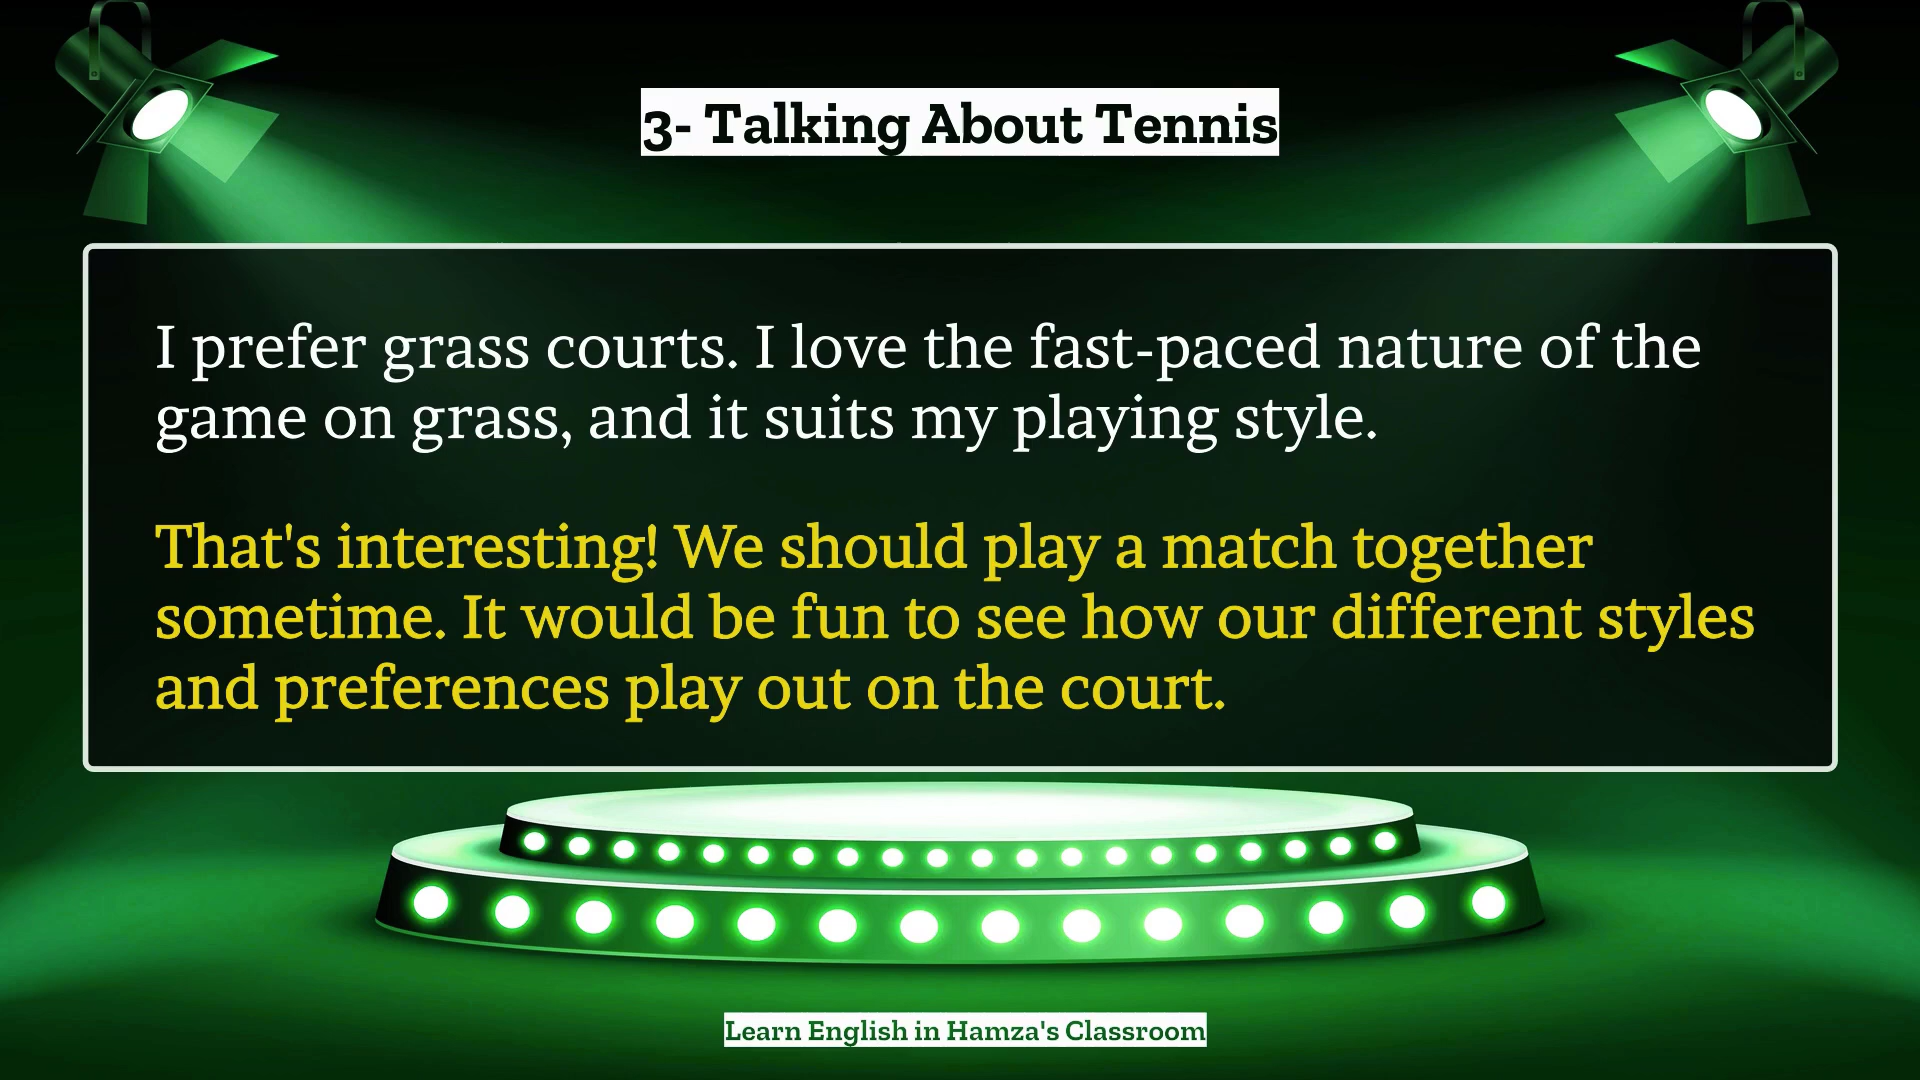 3- Talking About Tennis
I prefer grass courts. I love the fast-paced nature of the
game on grass, and it suits my playing style.
That's interesting! We should play a match together
sometime. It would be fun to see how our different styles
and preferences play out on the court.
Learn English in Hamza's Classroom